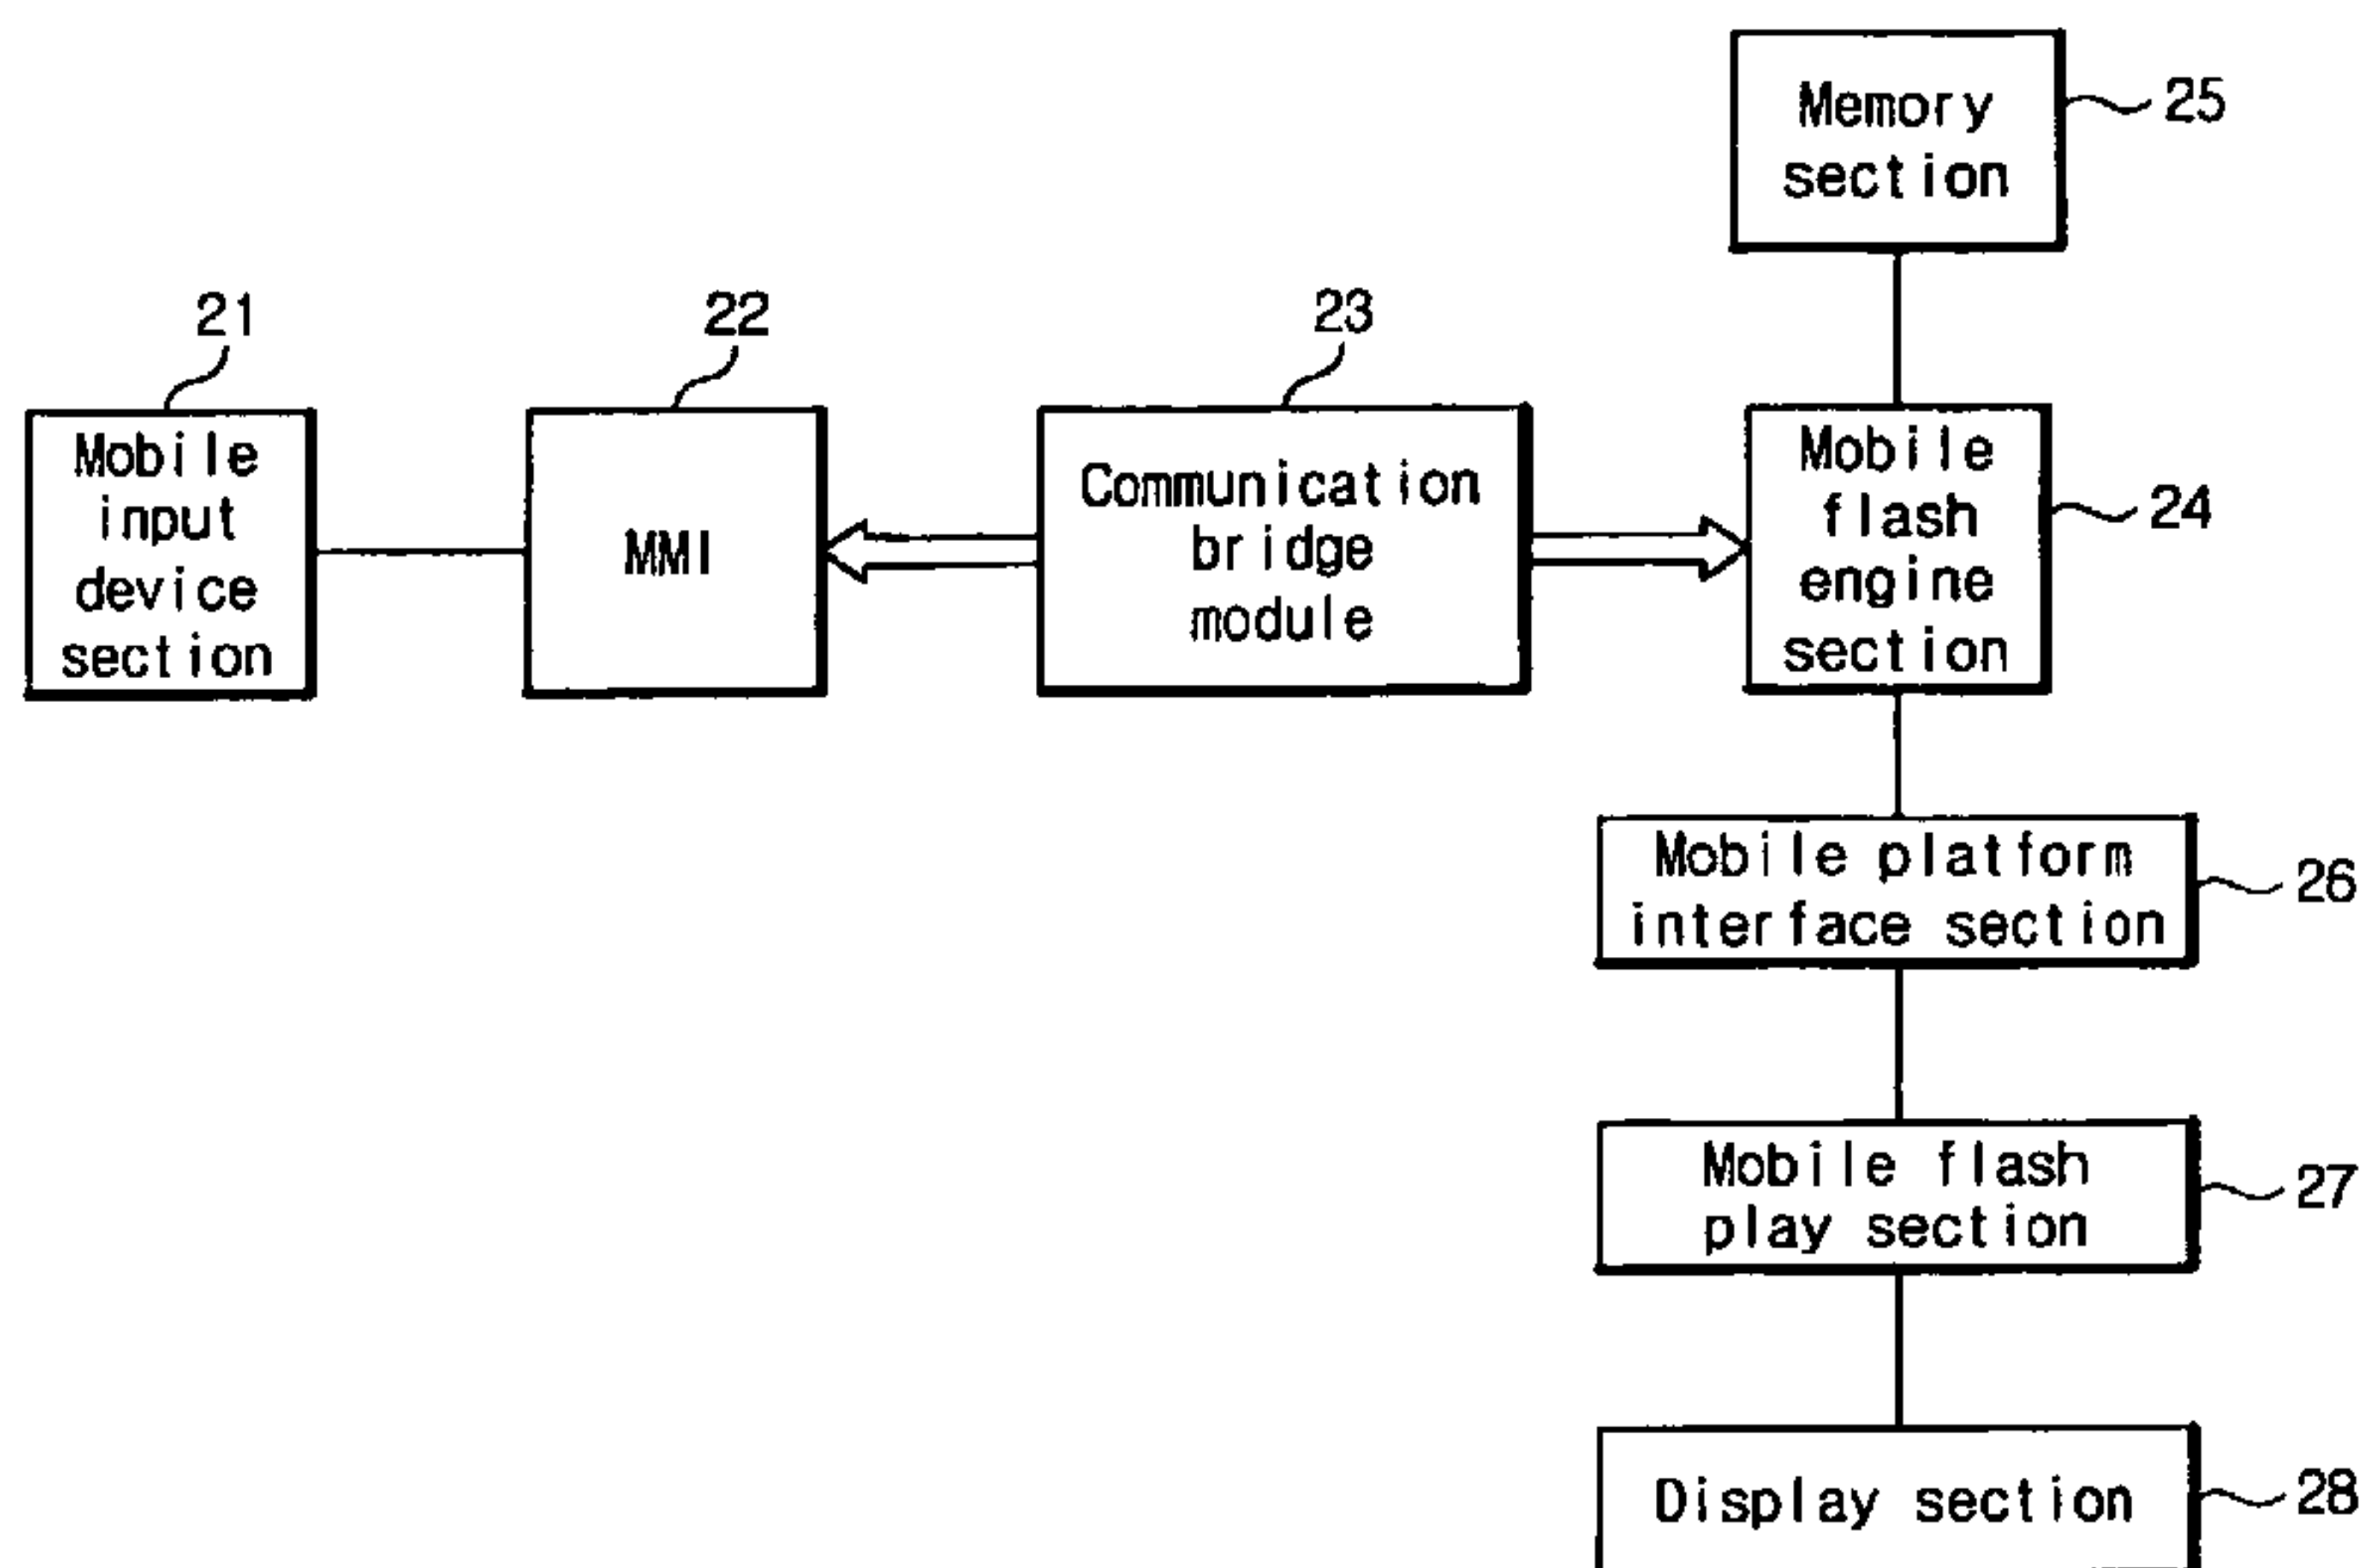 Memory
section
25
21
22
23
Mobile
input
device
section
MMI
Communication
bridge
module
Mobile
flash
engine
section
24
Mobile platform
interface section
26
Mobile flash
play section
27
Display section
28